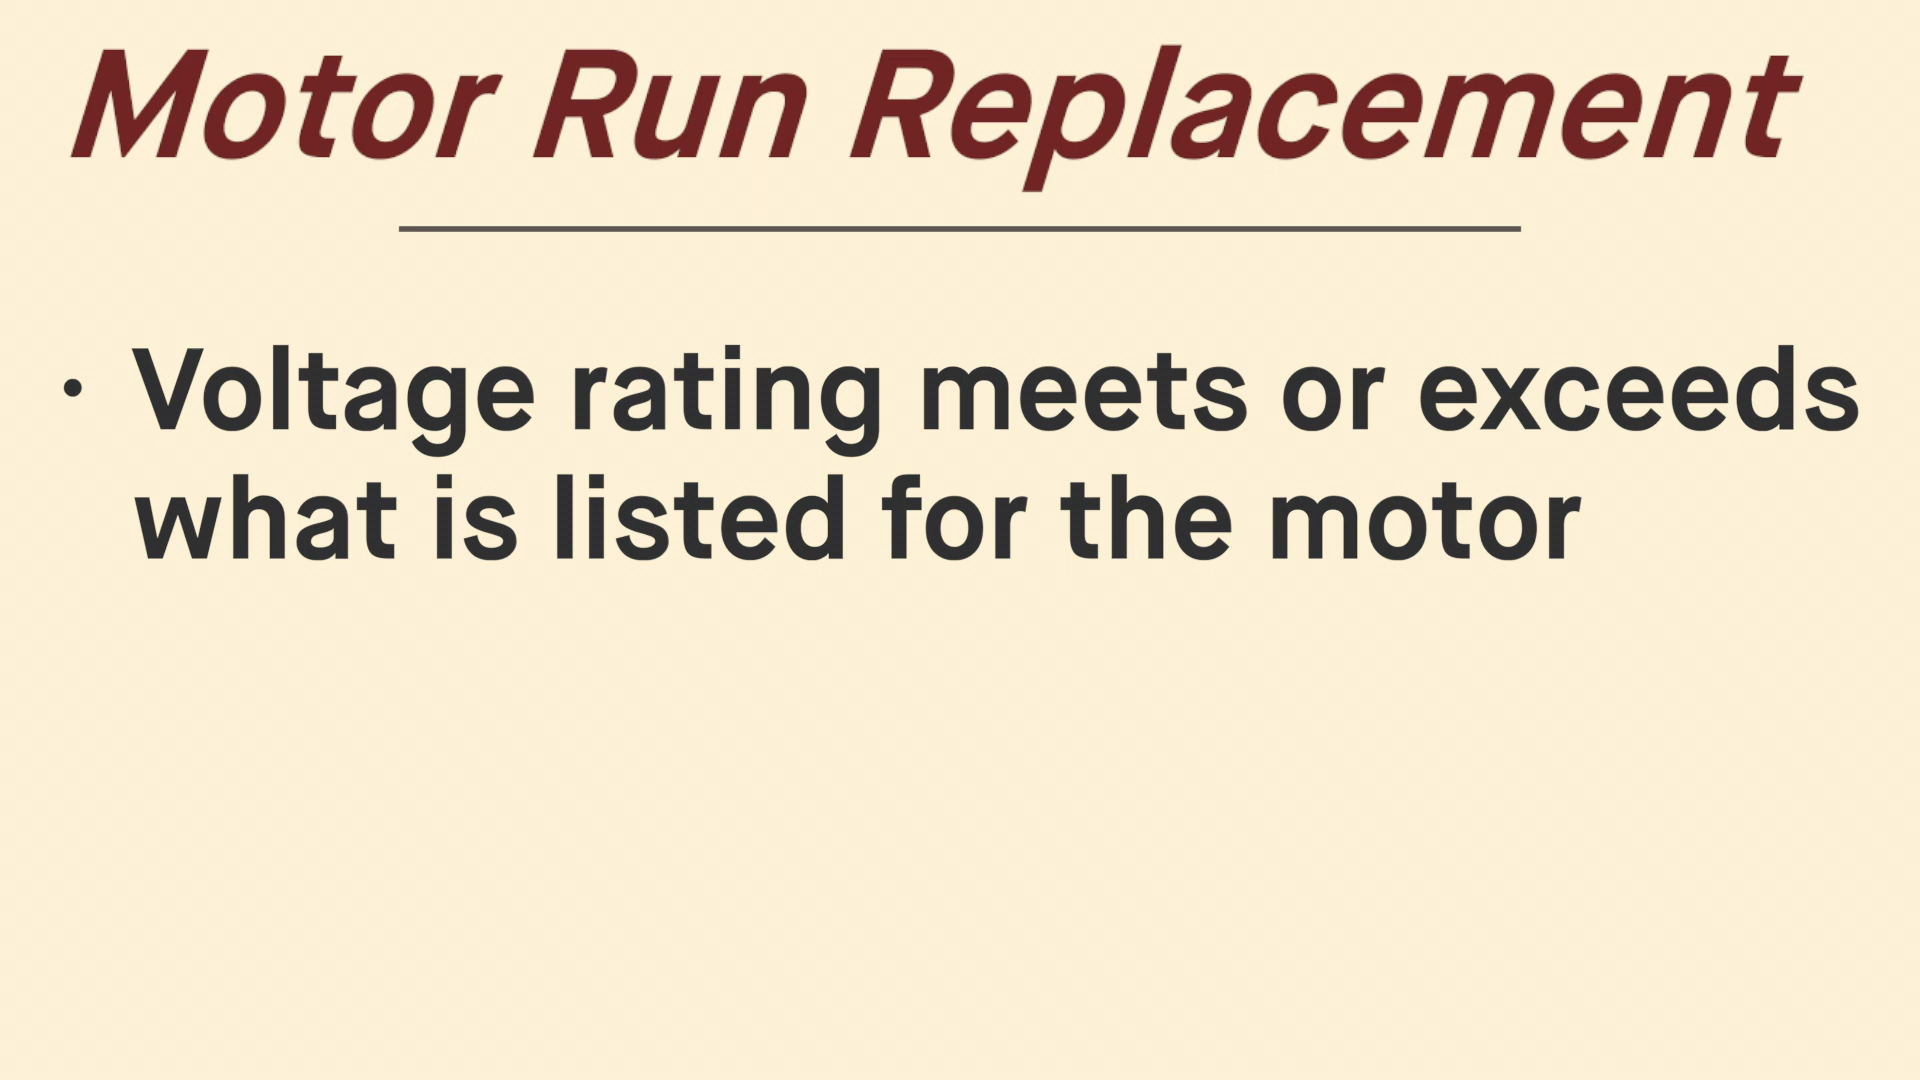 Motor Run Replacement
• Voltage rating meets or exceeds
what is listed for the motor